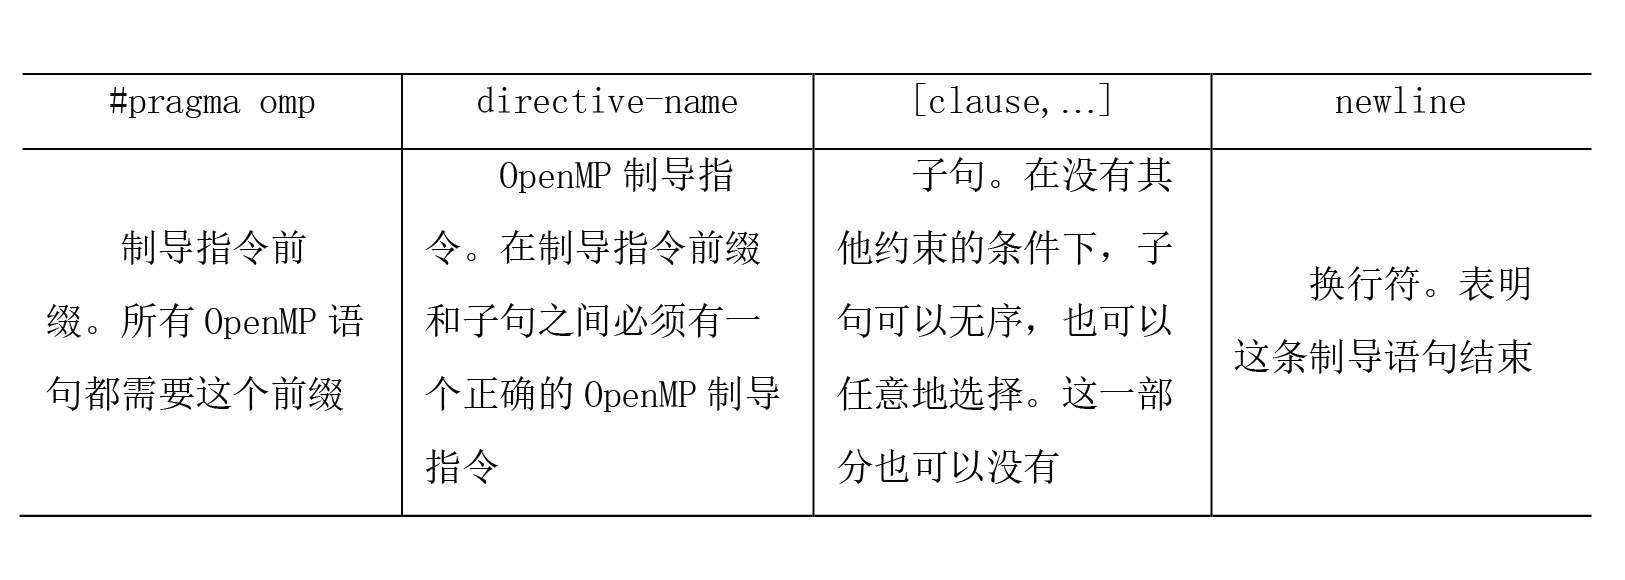 #pragma omp
directive-name
[clause,…]
newline
制导指令前
缀。所有 OpenMP 语
句都需要这个前缀
OpenMP 制导指
令。在制导指令前缀
和子句之间必须有一
个正确的 OpenMP 制导
指令
子句。在没有其
他约束的条件下，子
句可以无序，也可以
任意地选择。这一部
分也可以没有
换行符。表明
这条制导语句结束